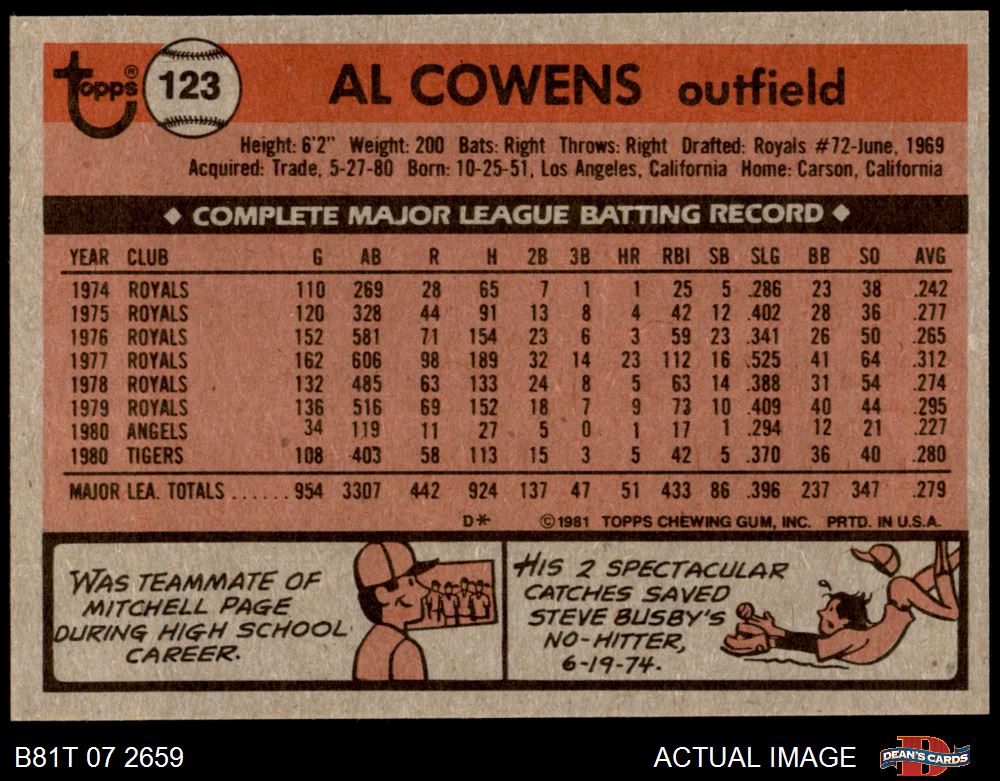 Topps® 123 AL COWENS outfield
Height: 6'2" Weight: 200 Bats: Right Throws: Right Drafted: Royals #72-June, 1969
Acquired: Trade, 5-27-80 Born: 10-25-51, Los Angeles, California Home: Carson, California
◆ COMPLETE MAJOR LEAGUE BATTING RECORD ◆
YEAR CLUB G AB R H 2B 3B HR RBI SB SLG BB SO AVG
1974 ROYALS 110 269 28 65 7 1 1 25 5 .286 23 38 .242
1975 ROYALS 120 328 44 91 13 8 4 42 12 .402 28 36 .277
1976 ROYALS 152 581 71 154 23 6 3 59 23 .341 26 50 .265
1977 ROYALS 162 606 98 189 32 14 23 112 16 .525 41 64 .312
1978 ROYALS 132 485 63 133 24 8 5 63 14 .388 31 54 .274
1979 ROYALS 136 516 69 152 18 7 9 73 10 .409 40 44 .295
1980 ANGELS 34 119 11 27 5 0 1 17 1 .294 12 21 .227
1980 TIGERS 108 403 58 113 15 3 5 42 5 .370 36 40 .280
MAJOR LEA. TOTALS ...... 954 3307 442 924 137 47 51 433 86 .396 237 347 .279
D* ©1981 TOPPS CHEWING GUM, INC. PRTD. IN U.S.A.
WAS TEAMMATE OF
MITCHELL PAGE
DURING HIGH SCHOOL
CAREER.
HIS 2 SPECTACULAR
CATCHES SAVED
STEVE BUSBY'S
NO-HITTER,
6-19-74.
B81T 07 2659 ACTUAL IMAGE DEAN'S CARDS